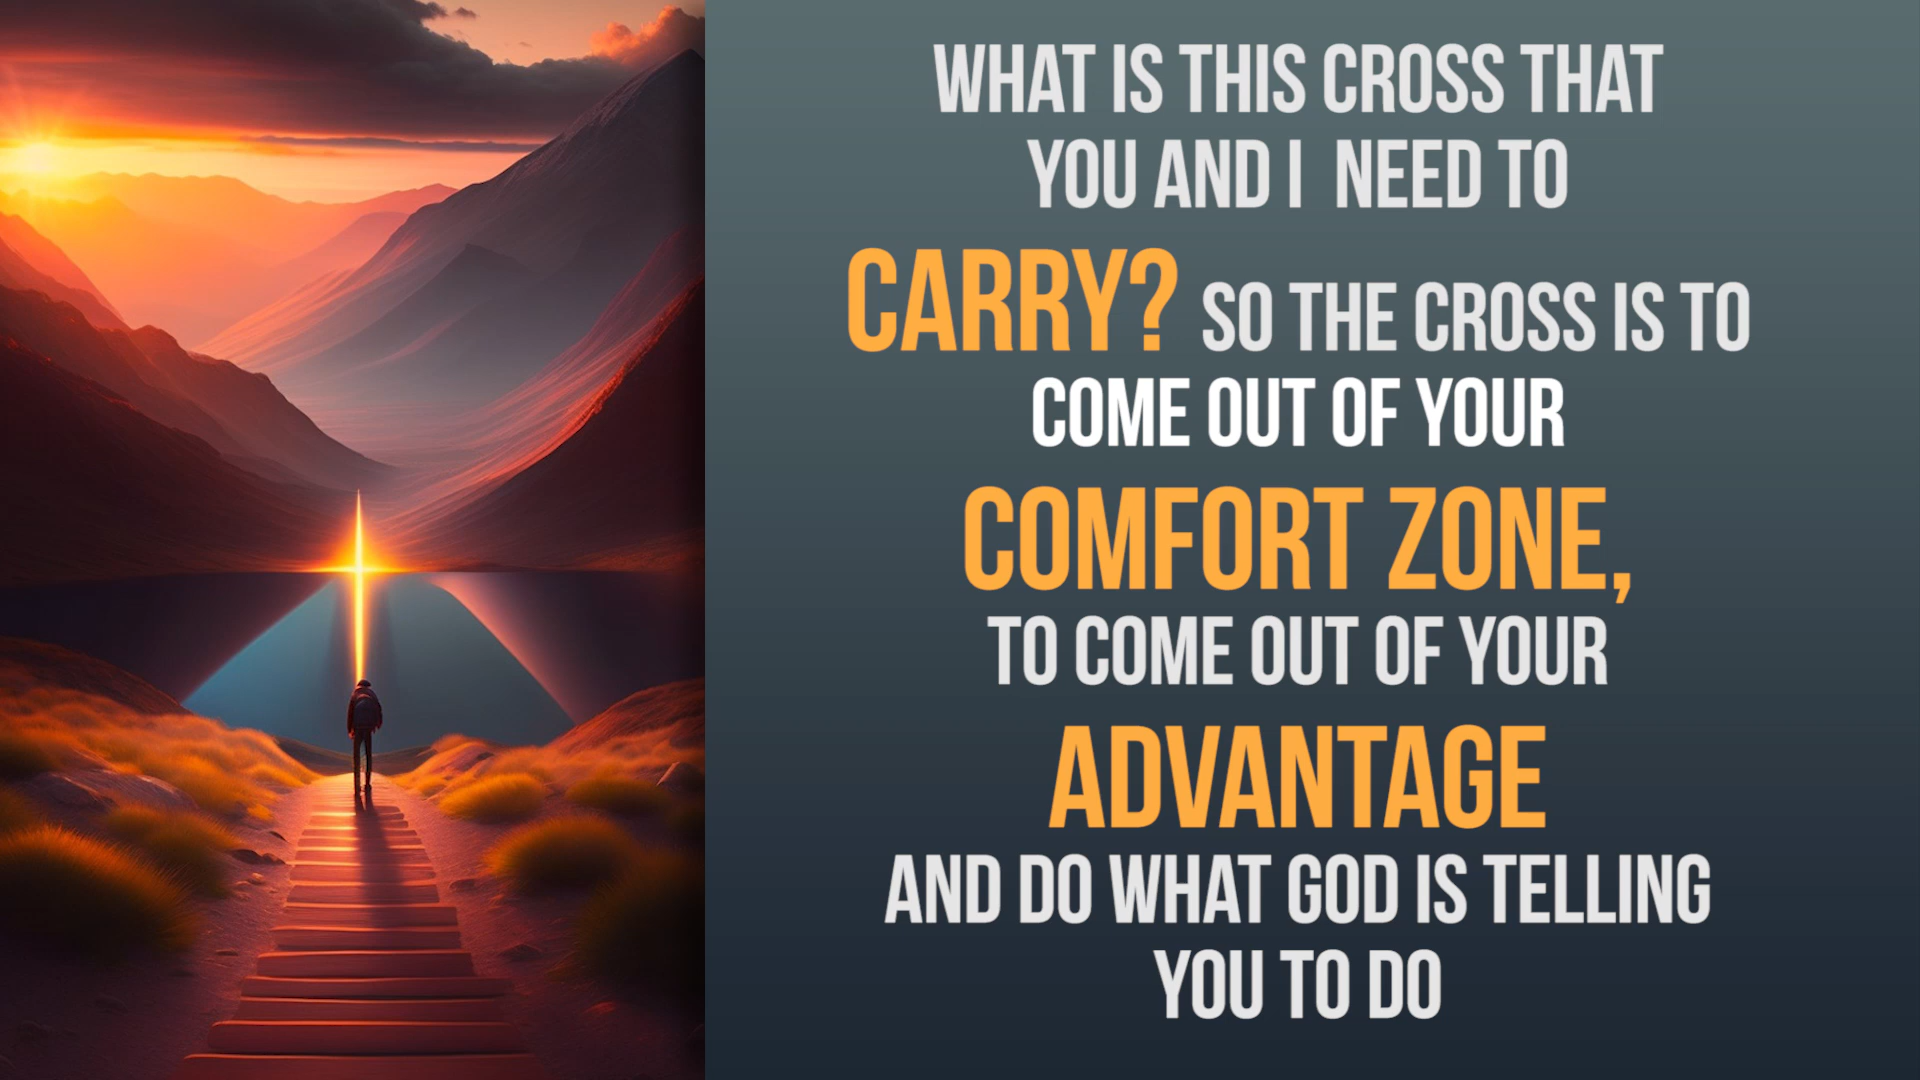 WHAT IS THIS CROSS THAT
YOU AND I NEED TO
CARRY? SO THE CROSS IS TO
COME OUT OF YOUR
COMFORT ZONE,
TO COME OUT OF YOUR
ADVANTAGE
AND DO WHAT GOD IS TELLING
YOU TO DO